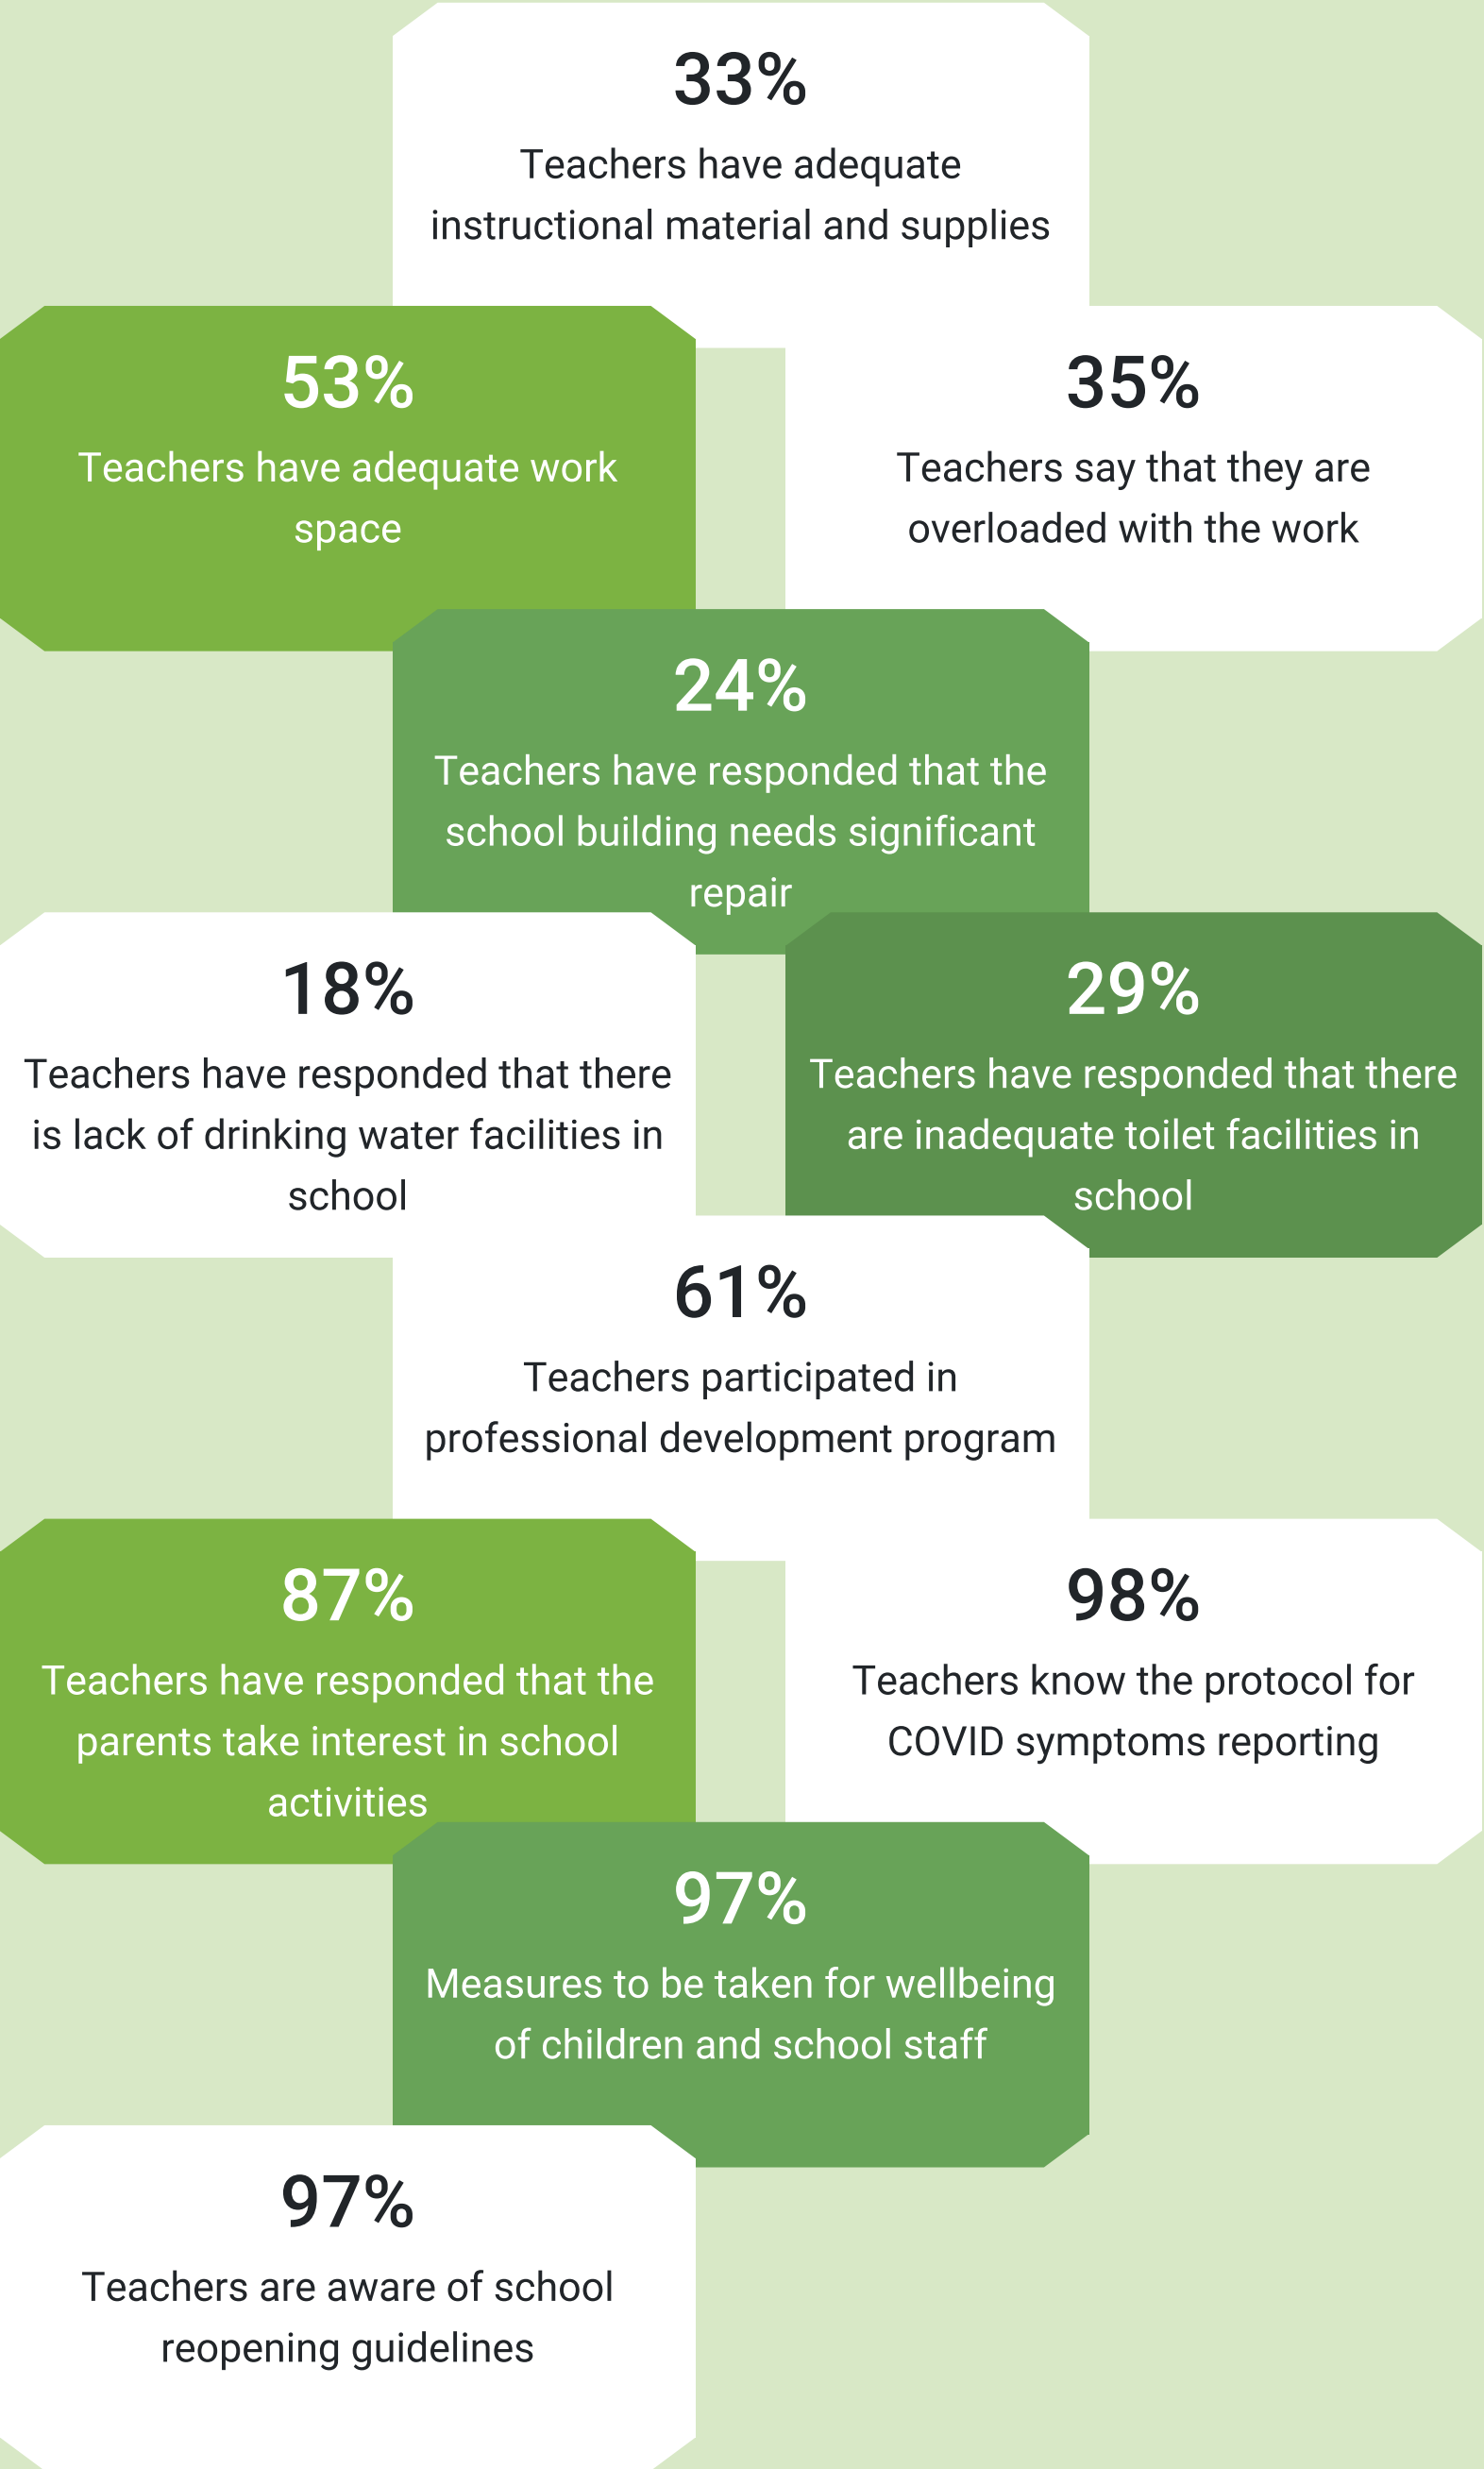 33%
Teachers have adequate
instructional material and supplies
53%
Teachers have adequate work
space
35%
Teachers say that they are
overloaded with the work
24%
Teachers have responded that the
school building needs significant
repair
18%
Teachers have responded that there
is lack of drinking water facilities in
school
29%
Teachers have responded that there
are inadequate toilet facilities in
school
61%
Teachers participated in
professional development program
87%
Teachers have responded that the
parents take interest in school
activities
98%
Teachers know the protocol for
COVID symptoms reporting
97%
Measures to be taken for wellbeing
of children and school staff
97%
Teachers are aware of school
reopening guidelines